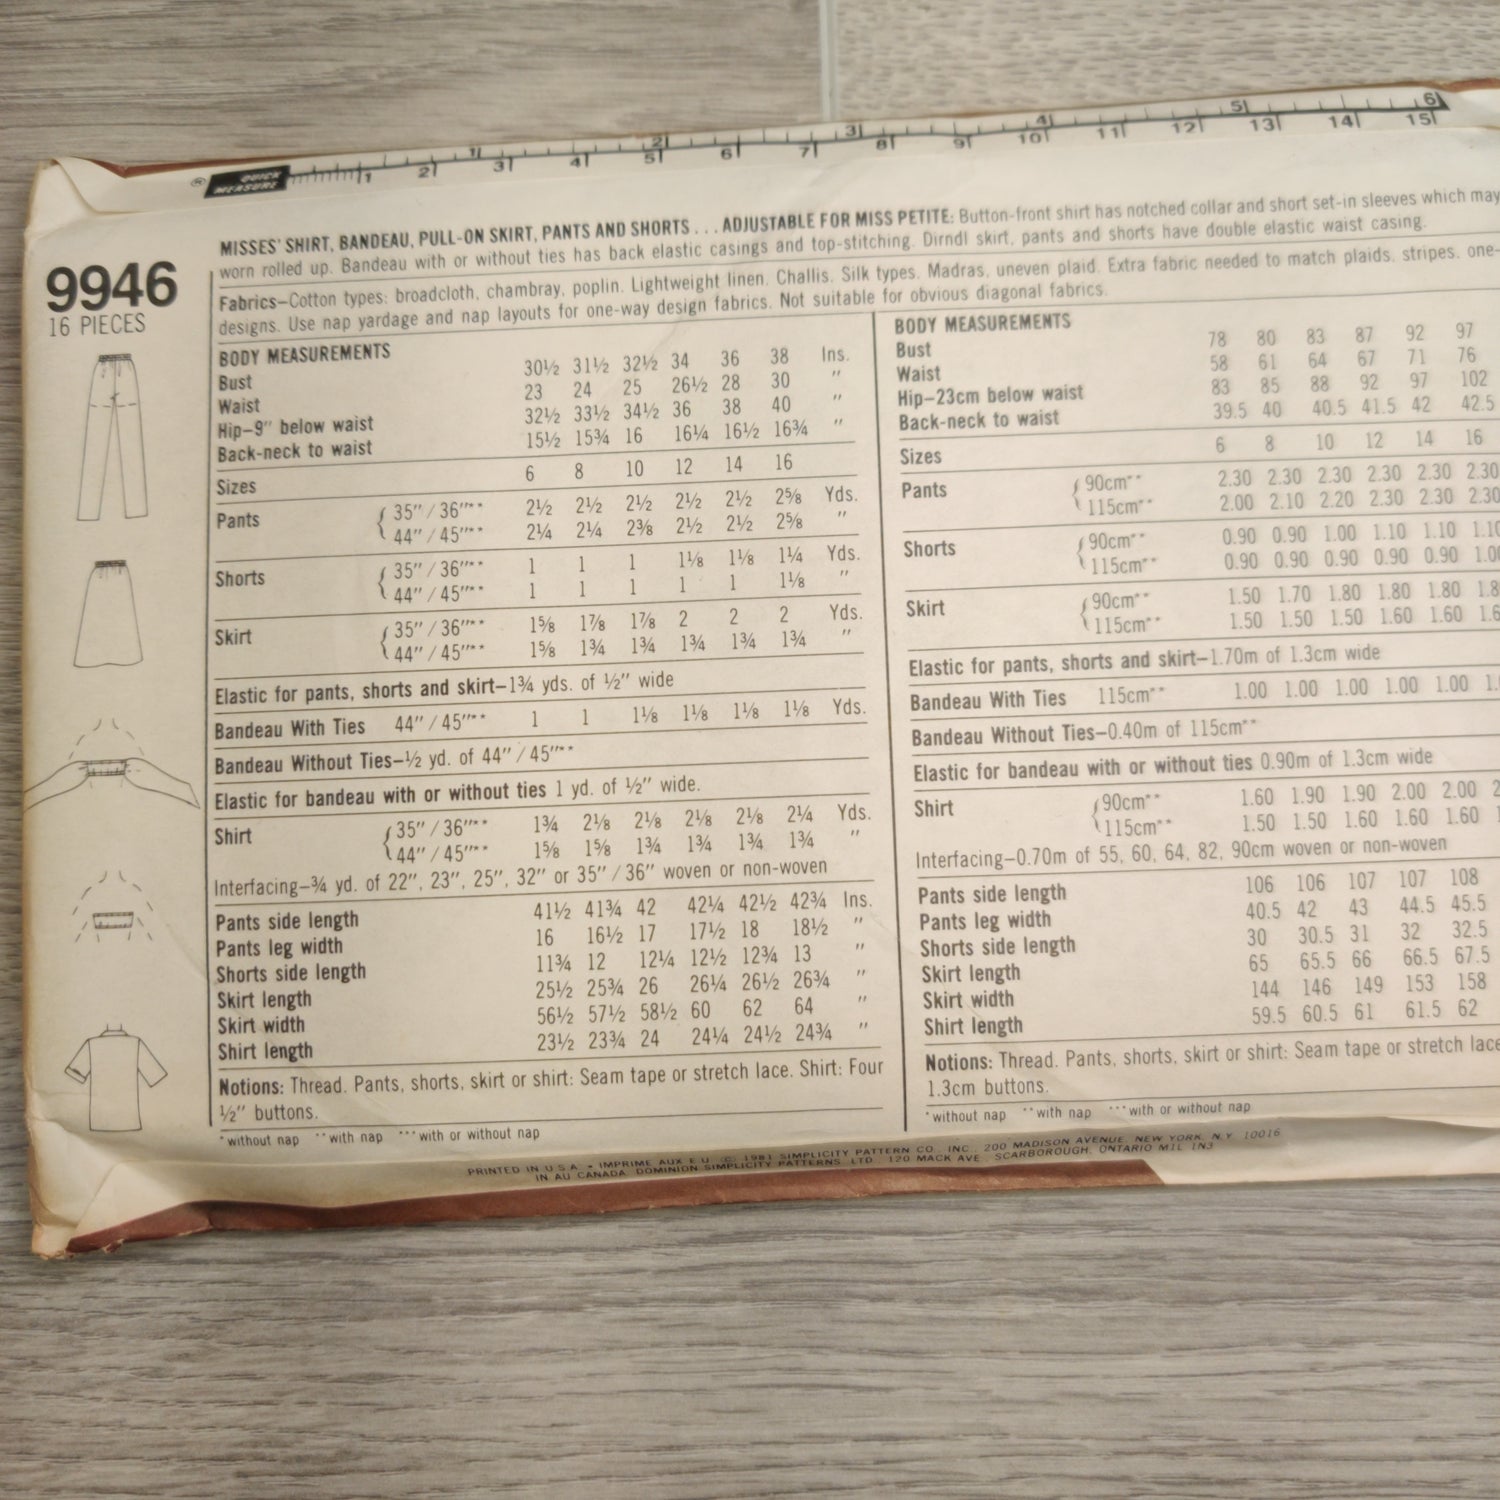 ® QUICK MEASURE
1 2 3 4 5 6
1 2 3 4 5 6 7 8 9 10 11 12 13 14 15
9946
16 PIECES
MISSES' SHIRT, BANDEAU, PULL-ON SKIRT, PANTS AND SHORTS . . . ADJUSTABLE FOR MISS PETITE: Button-front shirt has notched collar and short set-in sleeves which may
worn rolled up. Bandeau with or without ties has back elastic casings and top-stitching. Dirndl skirt, pants and shorts have double elastic waist casing.
Fabrics–Cotton types: broadcloth, chambray, poplin. Lightweight linen. Challis. Silk types. Madras, uneven plaid. Extra fabric needed to match plaids, stripes, one-
designs. Use nap yardage and nap layouts for one-way design fabrics. Not suitable for obvious diagonal fabrics.
BODY MEASUREMENTS
Bust 30½ 31½ 32½ 34 36 38 Ins.
Waist 23 24 25 26½ 28 30 "
Hip–9" below waist 32½ 33½ 34½ 36 38 40 "
Back-neck to waist 15½ 15¾ 16 16¼ 16½ 16¾ "
Sizes 6 8 10 12 14 16
Pants 35"/36"** 2½ 2½ 2½ 2½ 2½ 2⅝ Yds.
44"/45"** 2¼ 2¼ 2⅜ 2½ 2½ 2⅝ "
Shorts 35"/36"** 1 1 1 1⅛ 1⅛ 1¼ Yds.
44"/45"** 1 1 1 1 1 1⅛ "
Skirt 35"/36"** 1⅝ 1⅞ 1⅞ 2 2 2 Yds.
44"/45"** 1⅝ 1¾ 1¾ 1¾ 1¾ 1¾ "
Elastic for pants, shorts and skirt–1¾ yds. of ½" wide
Bandeau With Ties 44"/45"** 1 1 1⅛ 1⅛ 1⅛ 1⅛ Yds.
Bandeau Without Ties–½ yd. of 44"/45"**
Elastic for bandeau with or without ties 1 yd. of ½" wide.
Shirt 35"/36"** 1¾ 2⅛ 2⅛ 2⅛ 2⅛ 2¼ Yds.
44"/45"** 1⅝ 1⅝ 1¾ 1¾ 1¾ 1¾ "
Interfacing–¾ yd. of 22", 23", 25", 32" or 35"/36" woven or non-woven
Pants side length 41½ 41¾ 42 42¼ 42½ 42¾ Ins.
Pants leg width 16 16½ 17 17½ 18 18½ "
Shorts side length 11¾ 12 12¼ 12½ 12¾ 13 "
Skirt length 25½ 25¾ 26 26¼ 26½ 26¾ "
Skirt width 56½ 57½ 58½ 60 62 64 "
Shirt length 23½ 23¾ 24 24¼ 24½ 24¾ "
Notions: Thread. Pants, shorts, skirt or shirt: Seam tape or stretch lace. Shirt: Four
½" buttons.
*without nap **with nap ***with or without nap
BODY MEASUREMENTS
Bust 78 80 83 87 92 97
Waist 58 61 64 67 71 76
Hip–23cm below waist 83 85 88 92 97 102
Back-neck to waist 39.5 40 40.5 41.5 42 42.5
Sizes 6 8 10 12 14 16
Pants 90cm** 2.30 2.30 2.30 2.30 2.30 2.30
115cm** 2.00 2.10 2.20 2.30 2.30 2.30
Shorts 90cm** 0.90 0.90 1.00 1.10 1.10 1.10
115cm** 0.90 0.90 0.90 0.90 0.90 1.00
Skirt 90cm** 1.50 1.70 1.80 1.80 1.80 1.8
115cm** 1.50 1.50 1.50 1.60 1.60 1.6
Elastic for pants, shorts and skirt–1.70m of 1.3cm wide
Bandeau With Ties 115cm** 1.00 1.00 1.00 1.00 1.00 1.
Bandeau Without Ties–0.40m of 115cm**
Elastic for bandeau with or without ties 0.90m of 1.3cm wide
Shirt 90cm** 1.60 1.90 1.90 2.00 2.00 2
115cm** 1.50 1.50 1.60 1.60 1.60 1
Interfacing–0.70m of 55, 60, 64, 82, 90cm woven or non-woven
Pants side length 106 106 107 107 108
Pants leg width 40.5 42 43 44.5 45.5
Shorts side length 30 30.5 31 32 32.5
Skirt length 65 65.5 66 66.5 67.5
Skirt width 144 146 149 153 158
Shirt length 59.5 60.5 61 61.5 62
Notions: Thread. Pants, shorts, skirt or shirt: Seam tape or stretch lace
1.3cm buttons.
*without nap **with nap ***with or without nap
PRINTED IN U.S.A. • IMPRIME AUX E.U. © 1981 SIMPLICITY PATTERN CO. INC., 200 MADISON AVENUE, NEW YORK, N.Y. 10016
IN AU CANADA, DOMINION SIMPLICITY PATTERNS LTD. 120 MACK AVE., SCARBOROUGH, ONTARIO M1L 1N3